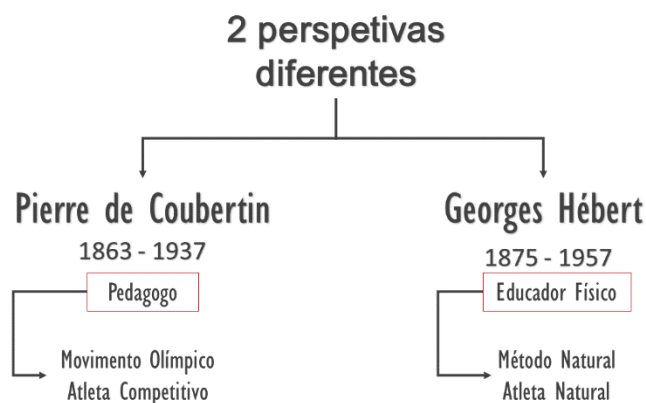 2 perspetivas
diferentes
Pierre de Coubertin
1863 - 1937
Pedagogo
Movimento Olímpico
Atleta Competitivo
Georges Hébert
1875 - 1957
Educador Físico
Método Natural
Atleta Natural